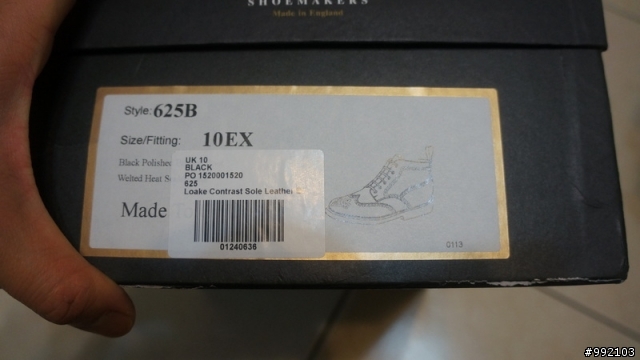 SHOEMAKERS
Made in England
Style: 625B
Size/Fitting: 10EX
Black Polished
Welted Heat S
Made
UK 10
BLACK
PO 1520001520
625
Loake Contrast Sole Leather
01240636
0113
#992103